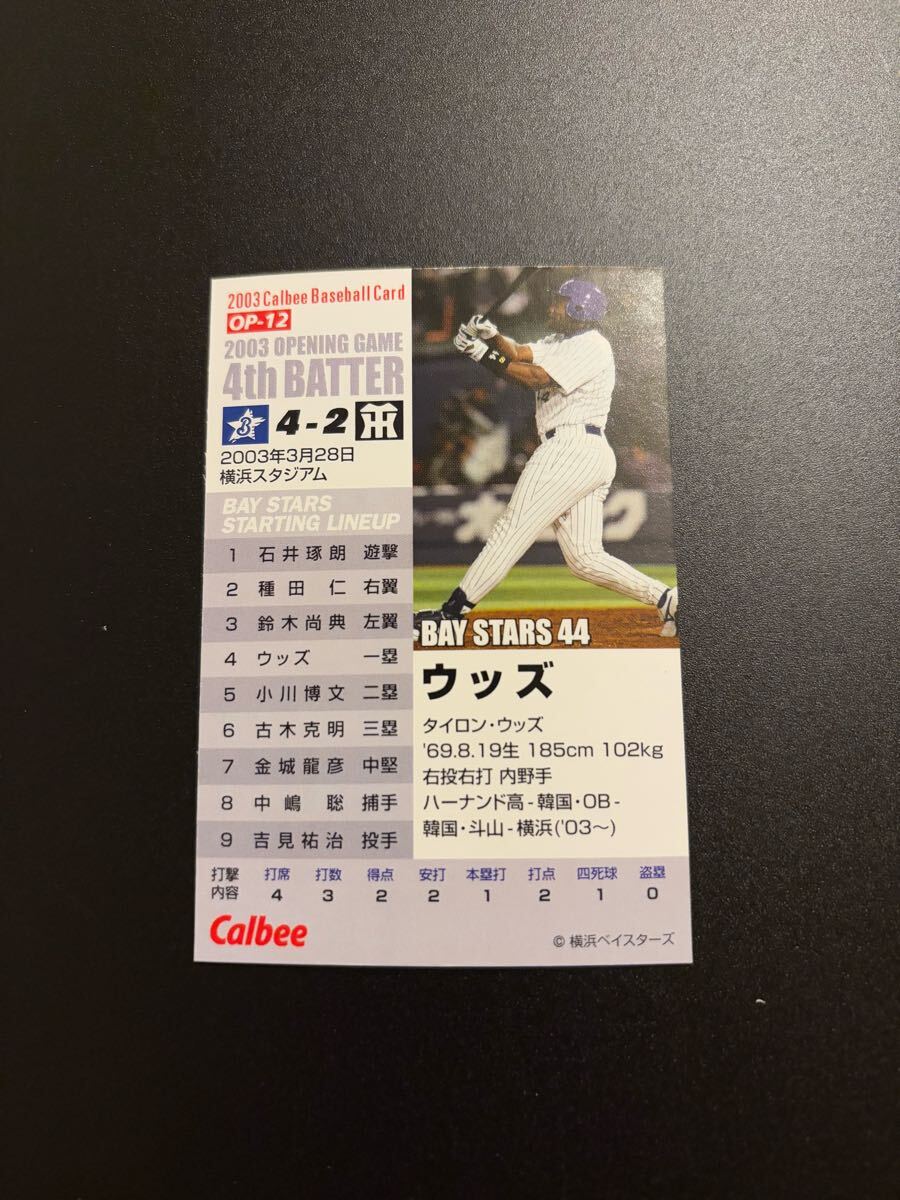 2003 Calbee Baseball Card
OP-12
2003 OPENING GAME
4th BATTER
3 4-2 TH
2003年3月28日
横浜スタジアム
BAY STARS
STARTING LINEUP
1 石井琢朗 遊撃
2 種田 仁 右翼
3 鈴木尚典 左翼
4 ウッズ 一塁
5 小川博文 二塁
6 古木克明 三塁
7 金城龍彦 中堅
8 中嶋 聡 捕手
9 吉見祐治 投手
BAY STARS 44
ウッズ
タイロン・ウッズ
'69.8.19生 185cm 102kg
右投右打 内野手
ハーナンド高-韓国・OB-
韓国・斗山-横浜('03〜)
打撃 打席 打数 得点 安打 本塁打 打点 四死球 盗塁
内容 4 3 2 2 1 2 1 0
Calbee
© 横浜ベイスターズ